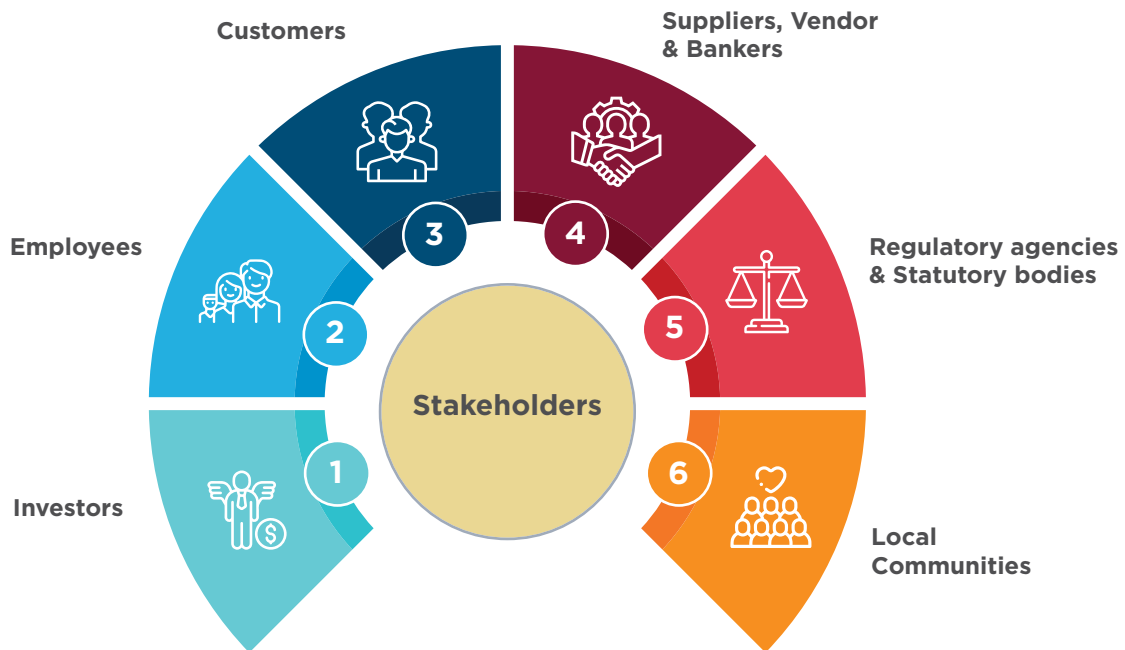 Customers
Suppliers, Vendor
& Bankers
3
4
Employees
2
Regulatory agencies
& Statutory bodies
5
Stakeholders
Investors
1
$
6
Local
Communities